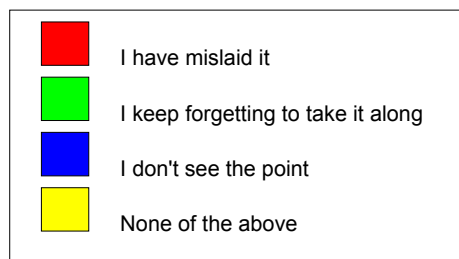 I have mislaid it
I keep forgetting to take it along
I don't see the point
None of the above